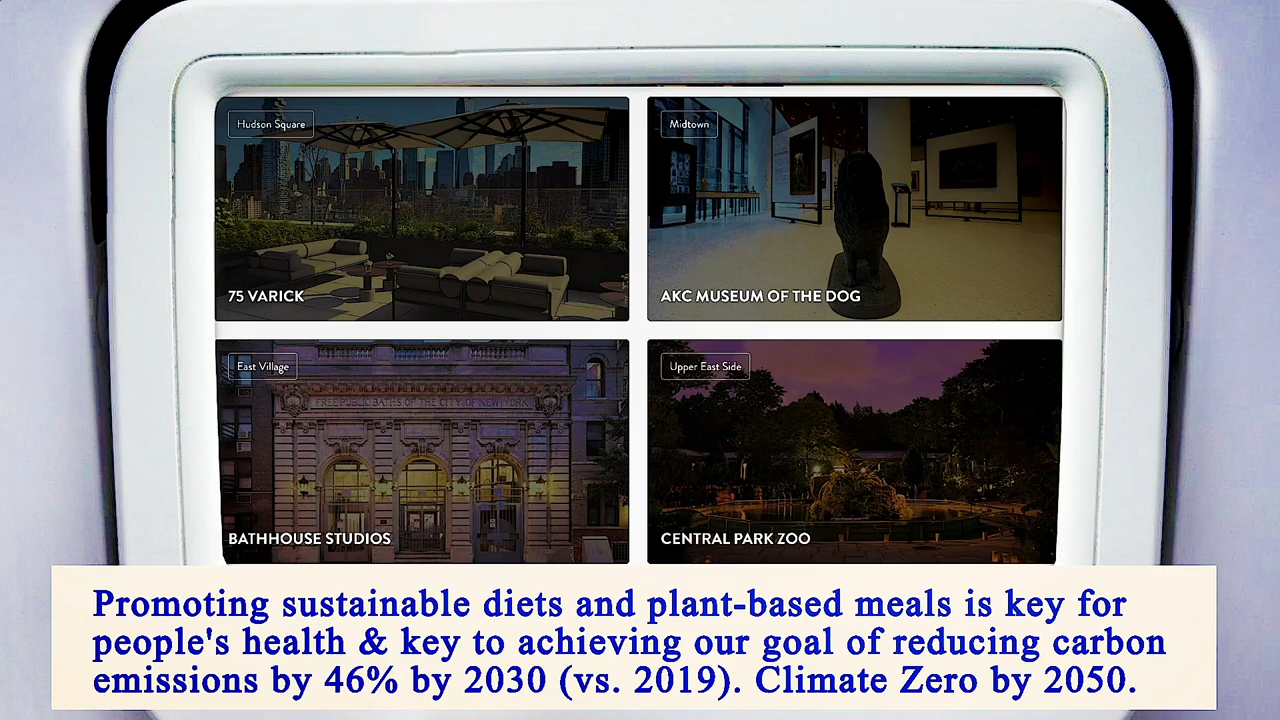 Hudson Square
Midtown
75 VARICK
AKC MUSEUM OF THE DOG
East Village
Upper East Side
FREE PUBLIC BATHS OF THE CITY OF NEW YORK
BATHHOUSE STUDIOS
CENTRAL PARK ZOO
Promoting sustainable diets and plant-based meals is key for
people's health & key to achieving our goal of reducing carbon
emissions by 46% by 2030 (vs. 2019). Climate Zero by 2050.